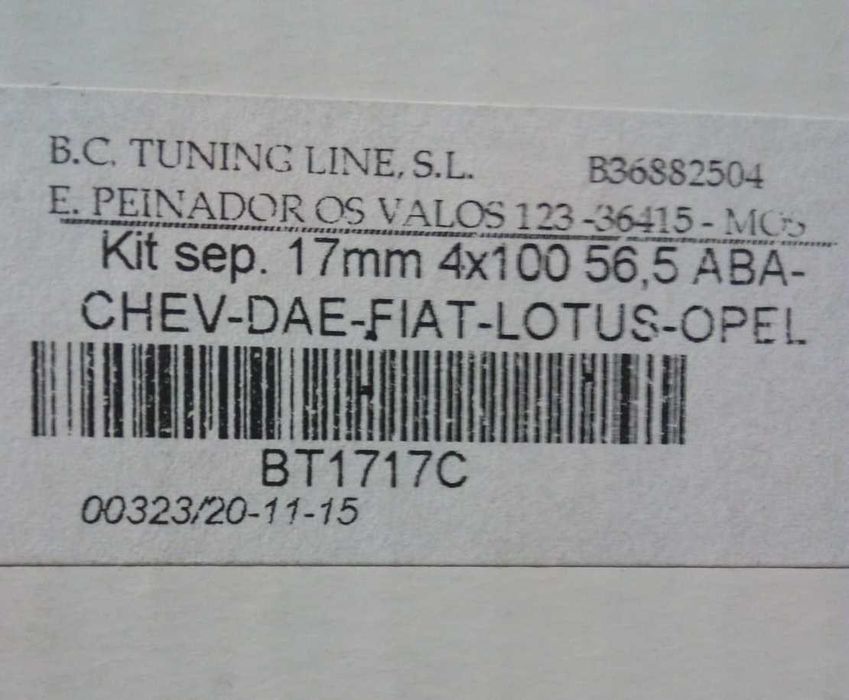 B.C. TUNING LINE, S.L. B36882504
E. PEINADOR OS VALOS 123 -36415 - MOS
Kit sep. 17mm 4x100 56,5 ABA-
CHEV-DAE-FIAT-LOTUS-OPEL
BT1717C
00323/20-11-15